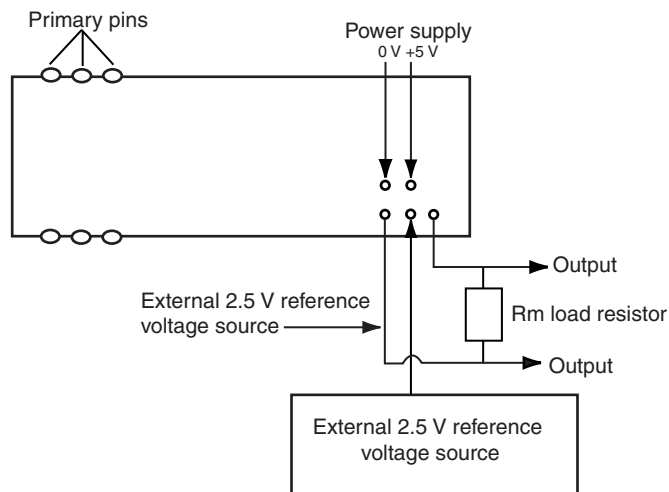 Primary pins
Power supply
0 V +5 V
External 2.5 V reference
voltage source
Output
Rm load resistor
Output
External 2.5 V reference
voltage source